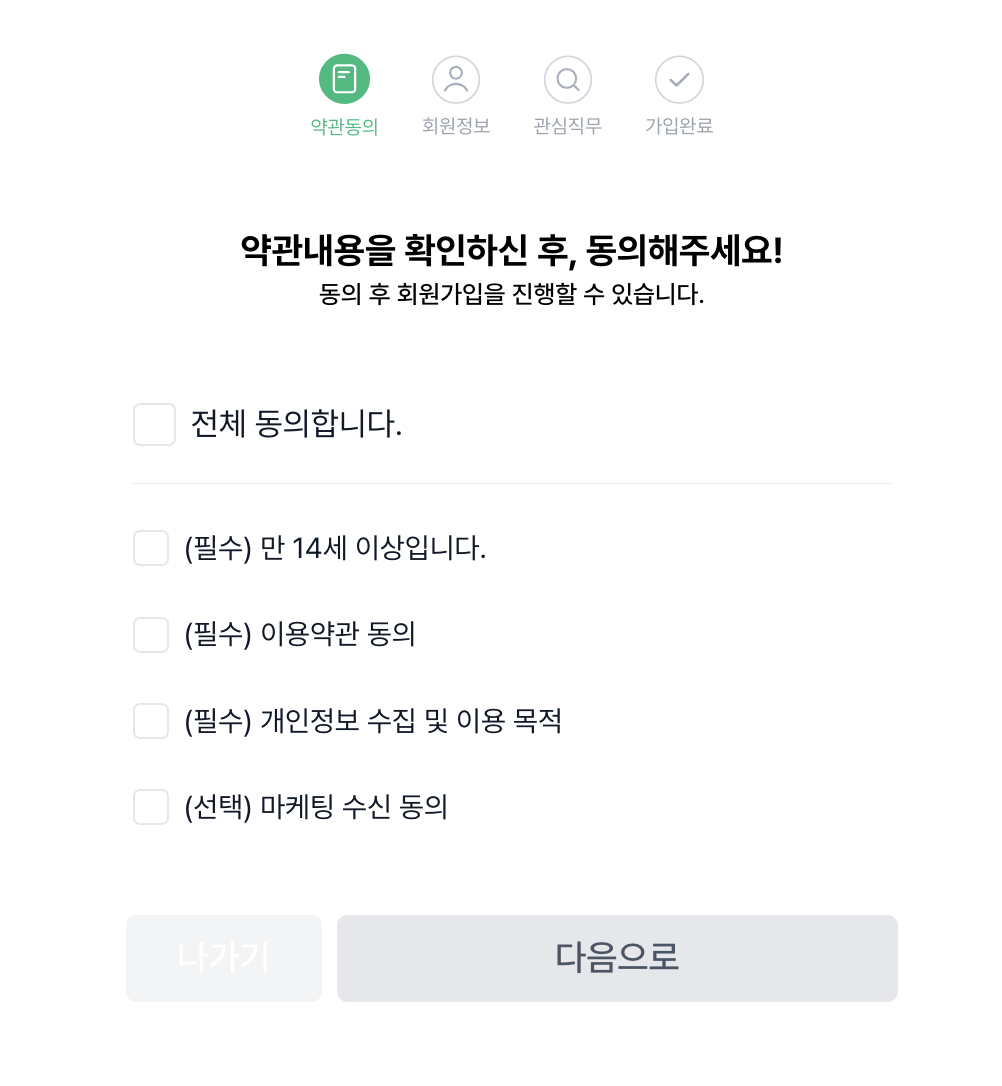 약관동의 회원정보 관심직무 가입완료
약관내용을 확인하신 후, 동의해주세요!
동의 후 회원가입을 진행할 수 있습니다.
전체 동의합니다.
(필수) 만 14세 이상입니다.
(필수) 이용약관 동의
(필수) 개인정보 수집 및 이용 목적
(선택) 마케팅 수신 동의
나가기 다음으로